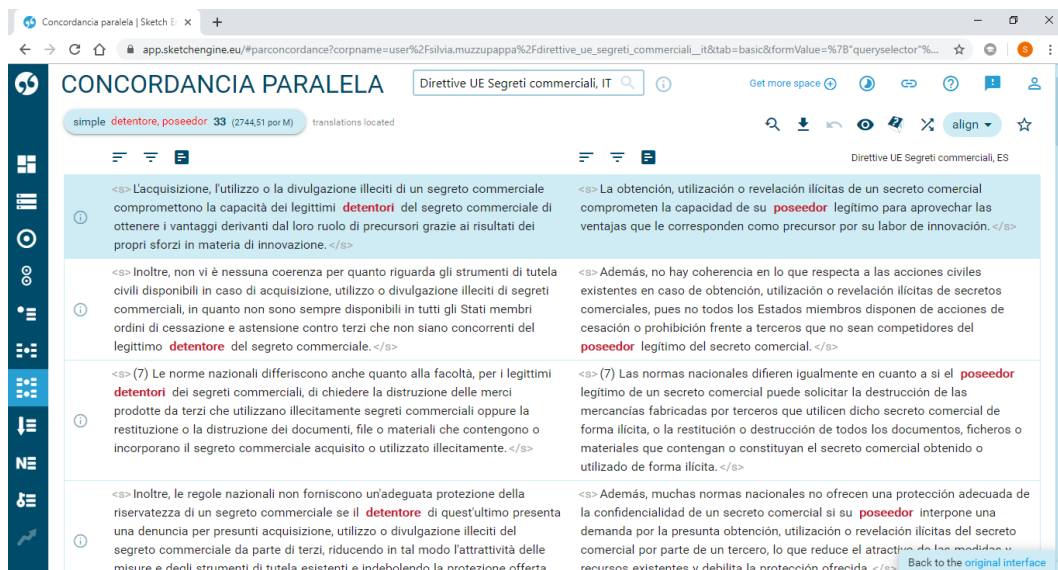 Concordancia paralela | Sketch E
app.sketchengine.eu/#parconcordance?corpname=user%2Fsilvia.muzzupappa%2Fdirettive_ue_segreti_commerciali__it&tab=basic&formValue=%7B"queryselector"%...
S
CONCORDANCIA PARALELA
Direttive UE Segreti commerciali, IT
Get more space
simple detentore, poseedor 33 (2744,51 por M)
translations located
align
Directive UE Segreti commerciali, ES
<s> L'acquisizione, l'utilizzo o la divulgazione illeciti di un segreto commerciale
compromettono la capacità dei legittimi detentori del segreto commerciale di
ottenere i vantaggi derivanti dal loro ruolo di precursori grazie ai risultati dei
propri sforzi in materia di innovazione. </s>
<s> La obtención, utilización o revelación ilícitas de un secreto comercial
comprometen la capacidad de su poseedor legítimo para aprovechar las
ventajas que le corresponden como precursor por su labor de innovación. </s>
<s> Inoltre, non vi è nessuna coerenza per quanto riguarda gli strumenti di tutela
civili disponibili in caso di acquisizione, utilizzo o divulgazione illeciti di segreti
commerciali, in quanto non sono sempre disponibili in tutti gli Stati membri
ordini di cessazione e astensione contro terzi che non siano concorrenti del
legittimo detentore del segreto commerciale. </s>
<s> Además, no hay coherencia en lo que respecta a las acciones civiles
existentes en caso de obtención, utilización o revelación ilícitas de secretos
comerciales, pues no todos los Estados miembros disponen de acciones de
cesación o prohibición frente a terceros que no sean competidores del
poseedor legítimo del secreto comercial. </s>
<s> (7) Le norme nazionali differiscono anche quanto alla facoltà, per i legittimi
detentori dei segreti commerciali, di chiedere la distruzione delle merci
prodotte da terzi che utilizzano illecitamente segreti commerciali oppure la
restituzione o la distruzione dei documenti, file o materiali che contengono o
incorporano il segreto commerciale acquisito o utilizzato illecitamente. </s>
<s> (7) Las normas nacionales difieren igualmente en cuanto a si el poseedor
legítimo de un secreto comercial puede solicitar la destrucción de las
mercancías fabricadas por terceros que utilicen dicho secreto comercial de
forma ilícita, o la restitución o destrucción de todos los documentos, ficheros o
materiales que contengan o constituyan el secreto comercial obtenido o
utilizado de forma ilícita. </s>
<s> Inoltre, le regole nazionali non forniscono un'adeguata protezione della
riservatezza di un segreto commerciale se il detentore di quest'ultimo presenta
una denuncia per presunti acquisizione, utilizzo o divulgazione illeciti del
segreto commerciale da parte di terzi, riducendo in tal modo l'attrattività delle
misure e degli strumenti di tutela esistenti e indebolendo la protezione offerta
<s> Además, muchas normas nacionales no ofrecen una protección adecuada de
la confidencialidad de un secreto comercial si su poseedor interpone una
demanda por la presunta obtención, utilización o revelación ilícitas del secreto
comercial por parte de un tercero, lo que reduce el atractivo de las medidas y
recursos existentes y debilita la protección ofrecida. </s>
Back to the original interface